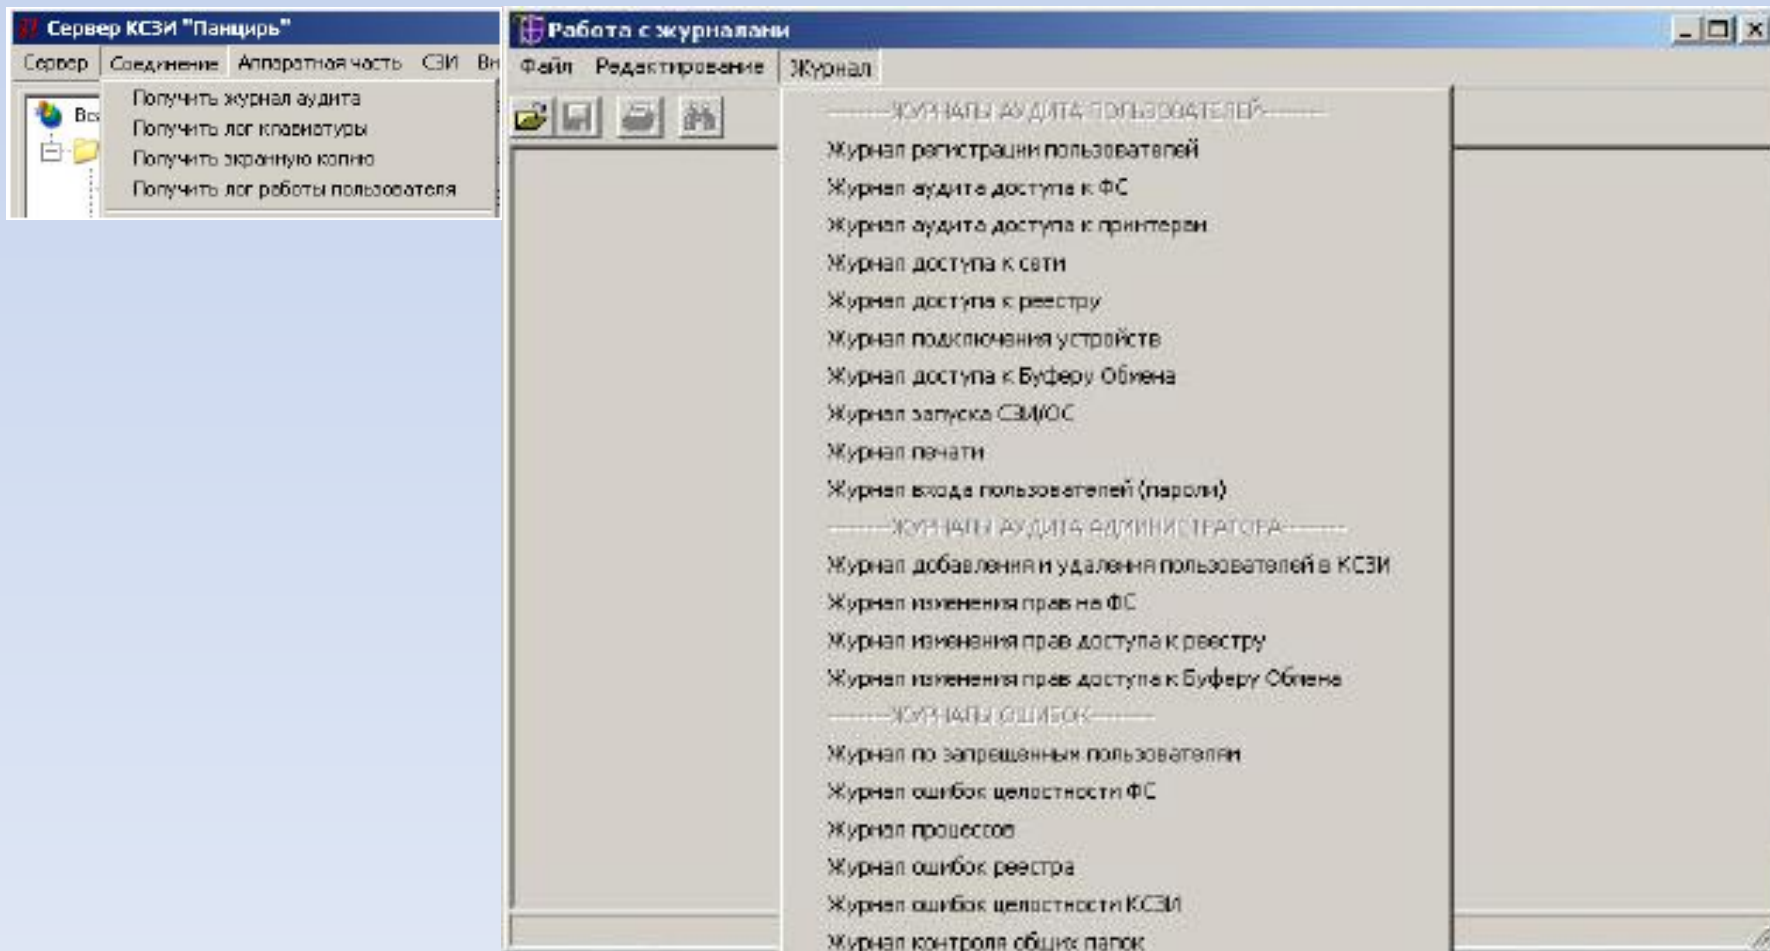 Сервер КСЗИ "Панцирь"
Сервер Соединение Аппаратная часть СЗИ Вн
Получить журнал аудита
Получить лог клавиатуры
Получить экранную копию
Получить лог работы пользователя
Работа с журналами
Файл Редактирование Журнал
--------ЖУРНАЛЫ АУДИТА ПОЛЬЗОВАТЕЛЕЙ--------
Журнал регистрации пользователей
Журнал аудита доступа к ФС
Журнал аудита доступа к принтерам
Журнал доступа к сети
Журнал доступа к реестру
Журнал подключения устройств
Журнал доступа к Буферу Обмена
Журнал запуска СЗИ/ОС
Журнал печати
Журнал входа пользователей (пароли)
--------ЖУРНАЛЫ АУДИТА АДМИНИСТРАТОРА--------
Журнал добавления и удаления пользователей в КСЗИ
Журнал изменения прав на ФС
Журнал изменения прав доступа к реестру
Журнал изменения прав доступа к Буферу Обмена
--------ЖУРНАЛЫ ОШИБОК--------
Журнал по запрещенным пользователям
Журнал ошибок целостности ФС
Журнал процессов
Журнал ошибок реестра
Журнал ошибок целостности КСЗИ
Журнал контроля общих папок